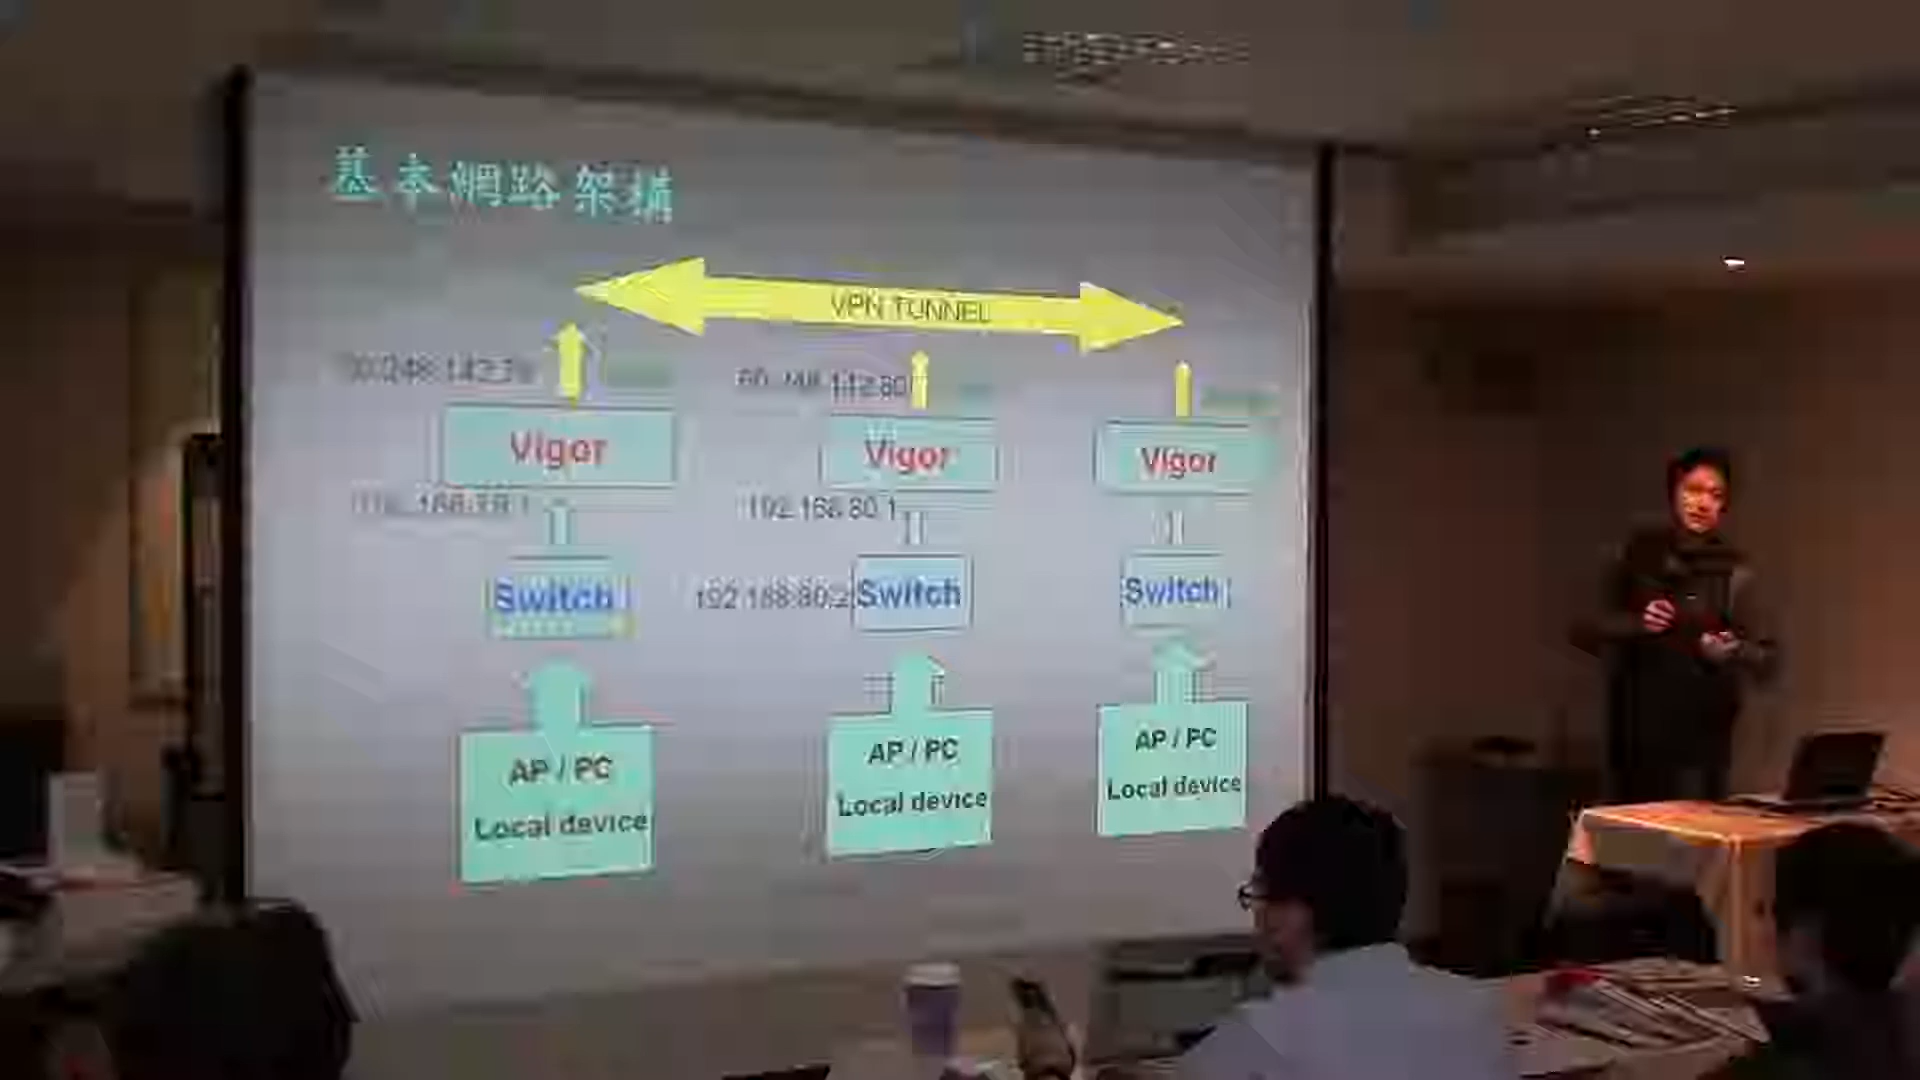 基本網路架構
VPN TUNNEL
Vigor
Vigor
Vigor
192.168.80.1
Switch
192.168.80.2
Switch
Switch
AP / PC
Local device
AP / PC
Local device
AP / PC
Local device